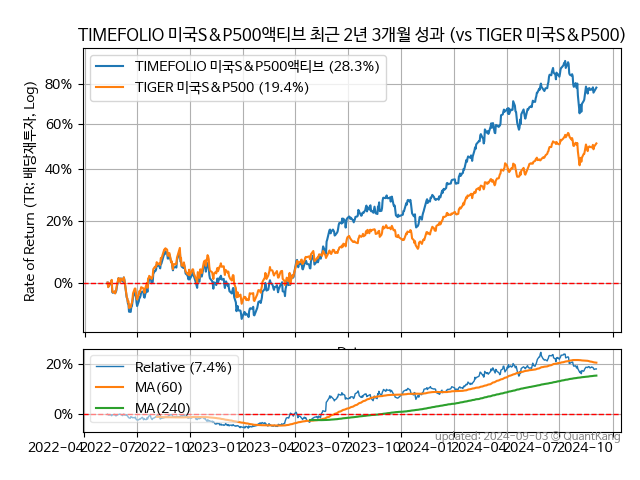 TIMEFOLIO 미국S&P500액티브 최근 2년 3개월 성과 (vs TIGER 미국S&P500)
TIMEFOLIO 미국S&P500액티브 (28.3%)
TIGER 미국S&P500 (19.4%)
Rate of Return (TR: 배당재투자, Log)
80%
60%
40%
20%
0%
Relative (7.4%)
MA(60)
MA(240)
20%
0%
updated: 2024-09-03 © QuantKang
2022-04 2022-07 2022-10 2023-01 2023-04 2023-07 2023-10 2024-01 2024-04 2024-07 2024-10